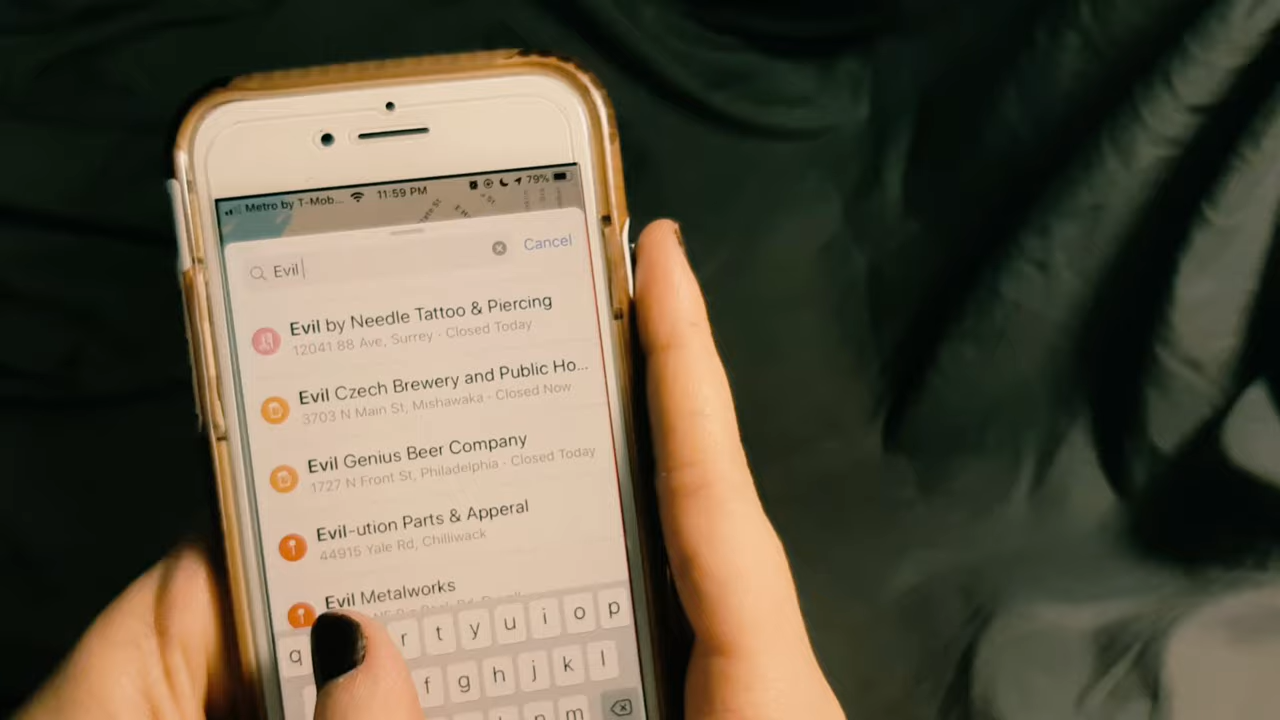 Metro by T-Mob... 11:59 PM 79%
Evil
Cancel
Evil by Needle Tattoo & Piercing
12041 88 Ave, Surrey · Closed Today
Evil Czech Brewery and Public Ho...
3703 N Main St, Mishawaka · Closed Now
Evil Genius Beer Company
1727 N Front St, Philadelphia · Closed Today
Evil-ution Parts & Apperal
44915 Yale Rd, Chilliwack
Evil Metalworks
q r t y u i o p
f g h j k l
n m